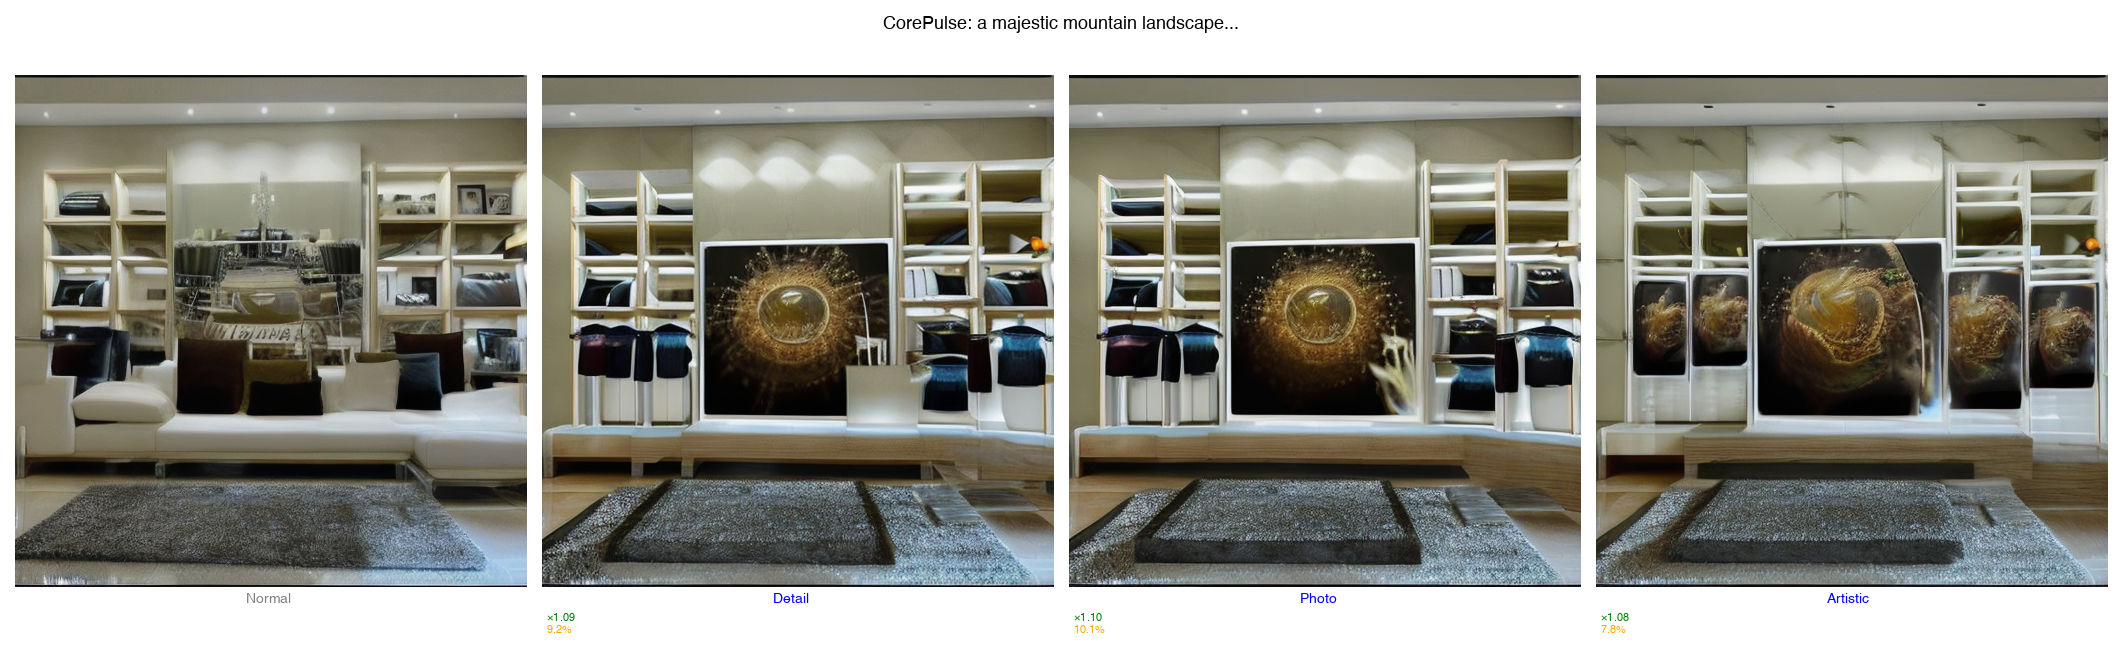 CorePulse: a majestic mountain landscape...
Normal
Detail
Photo
Artistic
×1.09
9.2%
×1.10
10.1%
×1.08
7.8%